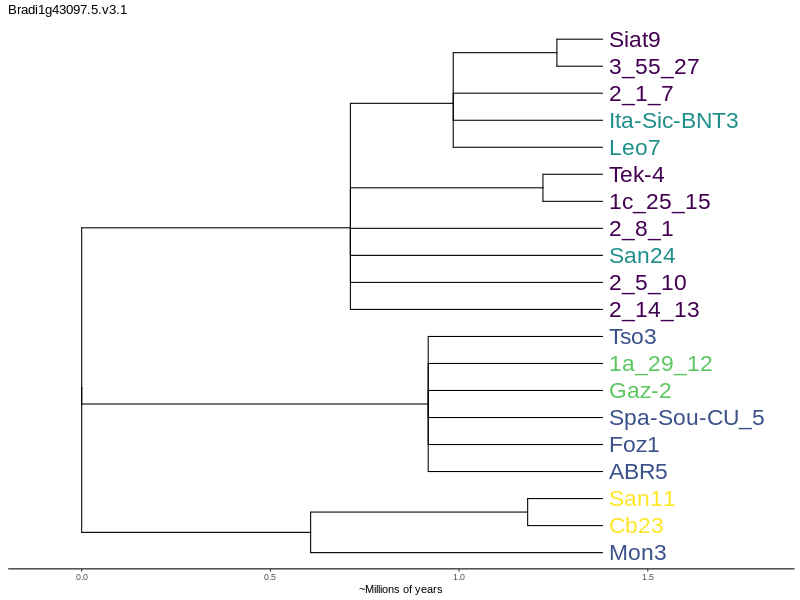 Bradi1g43097.5.v3.1
Siat9
3_55_27
2_1_7
Ita-Sic-BNT3
Leo7
Tek-4
1c_25_15
2_8_1
San24
2_5_10
2_14_13
Tso3
1a_29_12
Gaz-2
Spa-Sou-CU_5
Foz1
ABR5
San11
Cb23
Mon3
0.0 0.5 1.0 1.5
~Millions of years